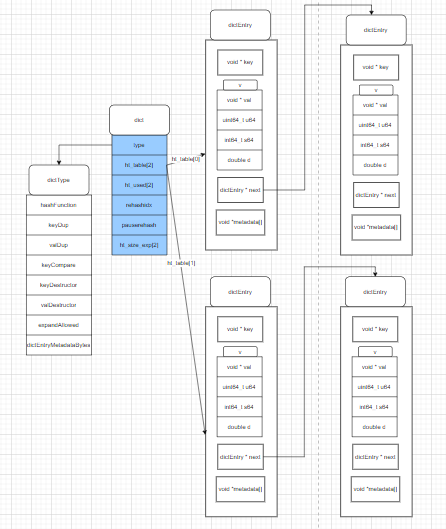 dictEntry
void * key
v
void * val
uint64_t u64
int64_t s64
double d
dictEntry * next
void *metadata[]
dictEntry
void * key
v
void * val
uint64_t u64
int64_t s64
double d
dictEntry * next
void *metadata[]
dict
type
ht_table[2]
ht_used[2]
rehashidx
pauserehash
ht_size_exp[2]
ht_table[0]
ht_table[1]
dictType
hashFunction
keyDup
valDup
keyCompare
keyDestructor
valDestructor
expandAllowed
dictEntryMetadataBytes
dictEntry
void * key
v
void * val
uint64_t u64
int64_t s64
double d
dictEntry * next
void *metadata[]
dictEntry
void * key
v
void * val
uint64_t u64
int64_t s64
double d
dictEntry * next
void *metadata[]